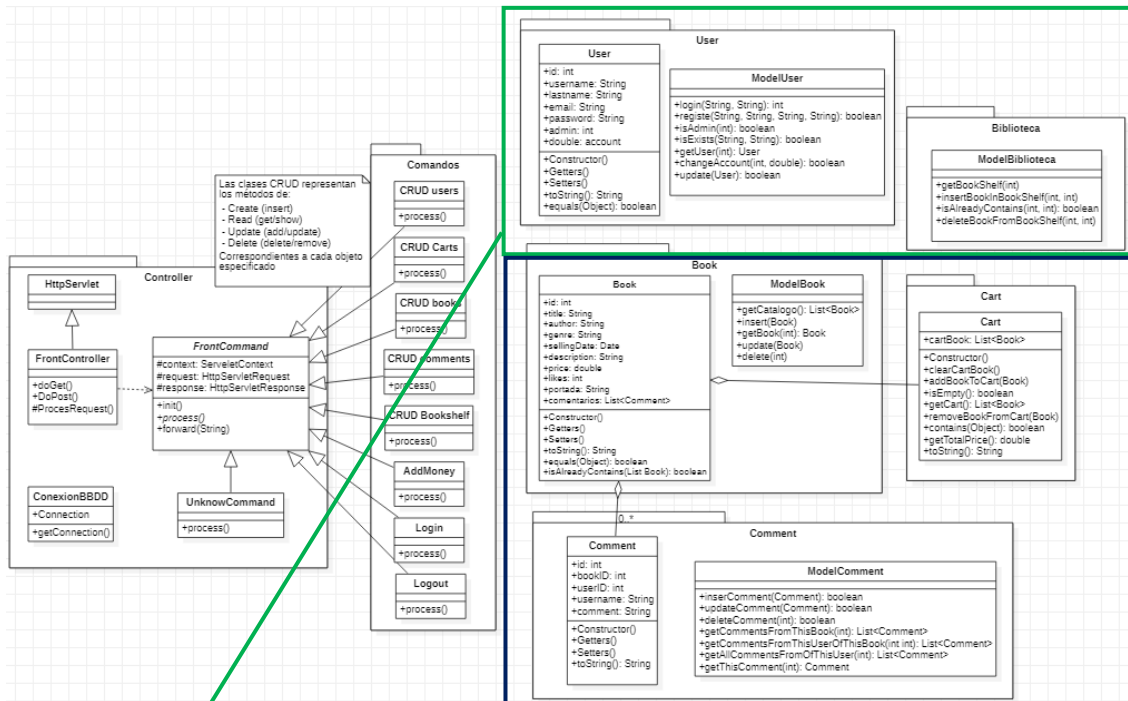 Las clases CRUD representan
los métodos de:
- Create (insert)
- Read (get/show)
- Update (add/update)
- Delete (delete/remove)
Correspondientes a cada objeto
especificado
Controller
HttpServlet
FrontController
+doGet()
+DoPost()
#ProcesRequest()
FrontCommand
#context: ServeletContext
#request: HttpServletRequest
#response: HttpServletResponse
+init()
+process()
+forward(String)
ConexionBBDD
+Connection
+getConnection()
UnknowCommand
+process()
Comandos
CRUD users
+process()
CRUD Carts
+process()
CRUD books
+process()
CRUD comments
+process()
CRUD Bookshelf
+process()
AddMoney
+process()
Login
+process()
Logout
+process()
User
User
+id: int
+username: String
+lastname: String
+email: String
+password: String
+admin: int
+double: account
+Constructor()
+Getters()
+Setters()
+toString(): String
+equals(Object): boolean
ModelUser
+login(String, String): int
+registe(String, String, String, String): boolean
+isAdmin(int): boolean
+isExists(String, String): boolean
+getUser(int): User
+changeAccount(int, double): boolean
+update(User): boolean
Biblioteca
ModelBiblioteca
+getBookShelf(int)
+insertBookInBookShelf(int, int)
+isAlreadyContains(int, int): boolean
+deleteBookFromBookShelf(int, int)
Book
Book
+id: int
+title: String
+author: String
+genre: String
+sellingDate: Date
+description: String
+price: double
+likes: int
+portada: String
+comentarios: List<Comment>
+Constructor()
+Getters()
+Setters()
+toString(): String
+equals(Object): boolean
+isAlreadyContains(List Book): boolean
ModelBook
+getCatalogo(): List<Book>
+insert(Book)
+getBook(int): Book
+update(Book)
+delete(int)
Cart
Cart
+cartBook: List<Book>
+Constructor()
+clearCartBook()
+addBookToCart(Book)
+isEmpty(): boolean
+getCart(): List<Book>
+removeBookFromCart(Book)
+contains(Object): boolean
+getTotalPrice(): double
+toString(): String
0..*
Comment
Comment
+id: int
+bookID: int
+userID: int
+username: String
+comment: String
+Constructor()
+Getters()
+Setters()
+toString(): String
ModelComment
+inserComment(Comment): boolean
+updateComment(Comment): boolean
+deleteComment(int): boolean
+getCommentsFromThisBook(int): List<Comment>
+getCommentsFromThisUserOfThisBook(int int): List<Comment>
+getAllCommentsFromOfThisUser(int): List<Comment>
+getThisComment(int): Comment